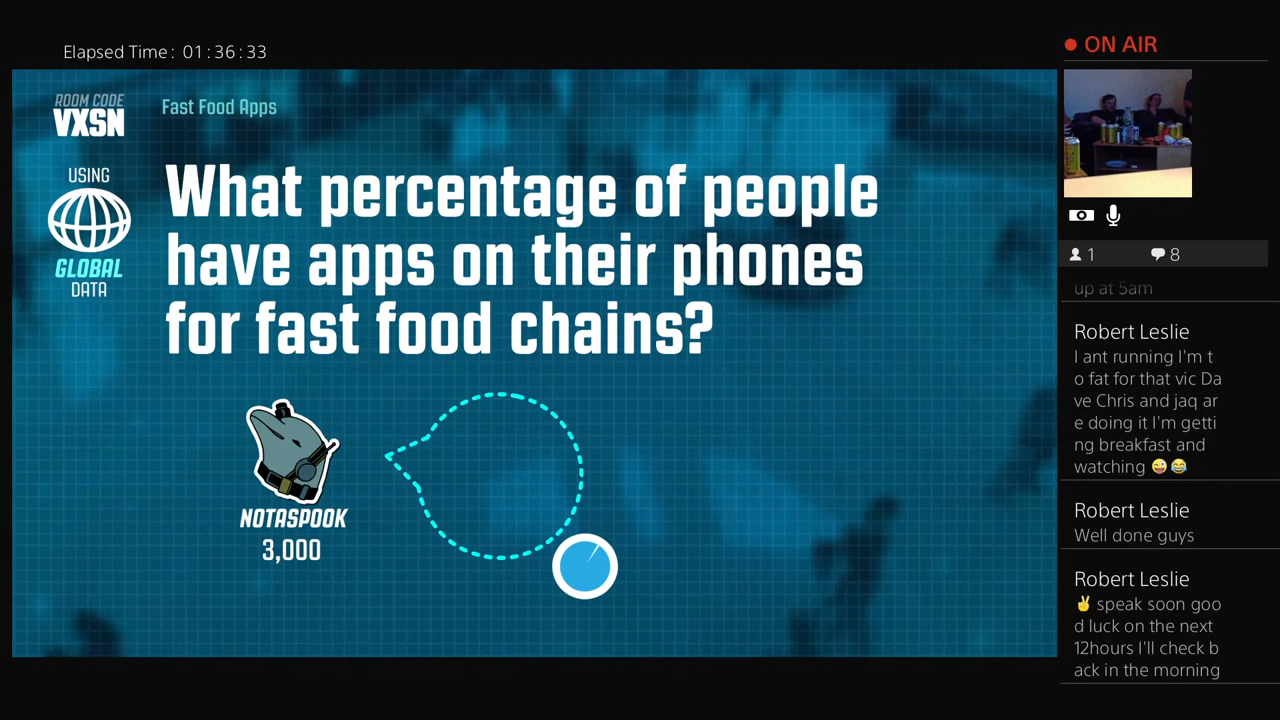 Elapsed Time: 01:36:33
ROOM CODE
VXSN
Fast Food Apps
USING
GLOBAL
DATA
What percentage of people
have apps on their phones
for fast food chains?
NOTASPOOK
3,000
ON AIR
1
8
up at 5am
Robert Leslie
I ant running I'm t
o fat for that vic Da
ve Chris and jaq ar
e doing it I'm getti
ng breakfast and
watching 😜😂
Robert Leslie
Well done guys
Robert Leslie
✌️ speak soon goo
d luck on the next
12hours I'll check b
ack in the morning